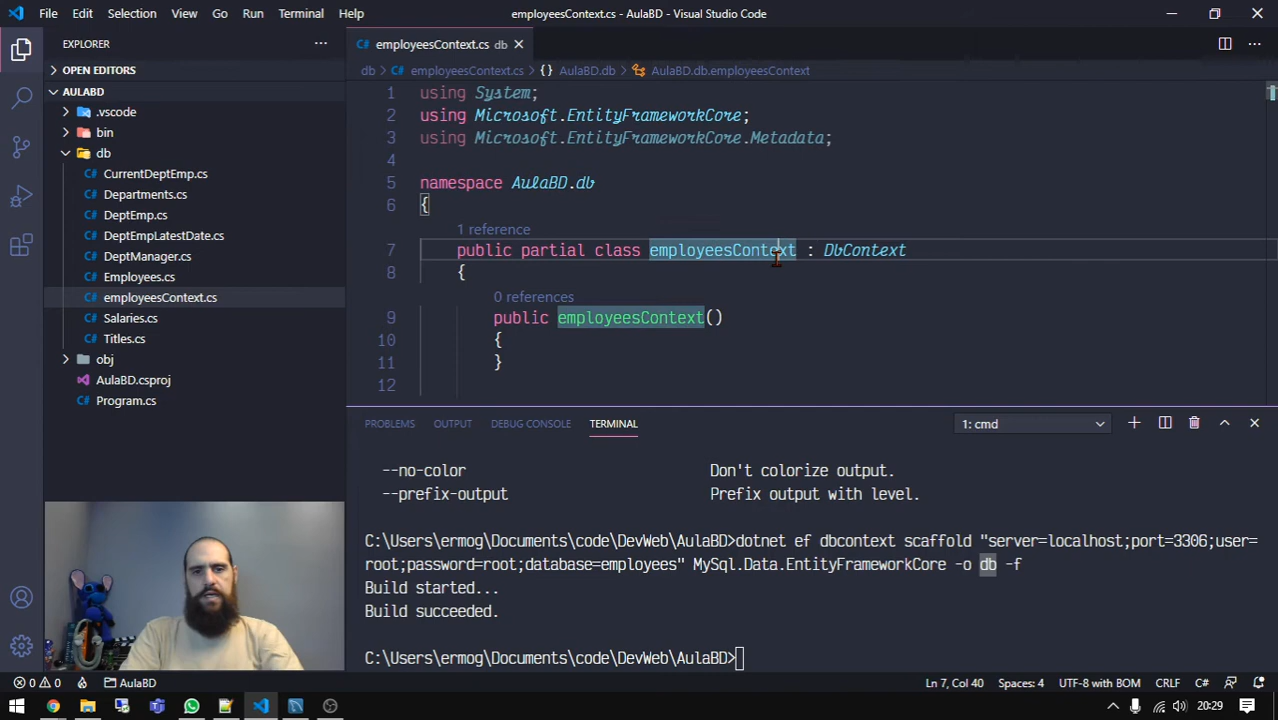 File Edit Selection View Go Run Terminal Help employeesContext.cs - AulaBD - Visual Studio Code
EXPLORER
OPEN EDITORS
AULABD
.vscode
bin
db
CurrentDeptEmp.cs
Departments.cs
DeptEmp.cs
DeptEmpLatestDate.cs
DeptManager.cs
Employees.cs
employeesContext.cs
Salaries.cs
Titles.cs
obj
AulaBD.csproj
Program.cs
employeesContext.cs db
db > employeesContext.cs > {} AulaBD.db > AulaBD.db.employeesContext
1 using System;
2 using Microsoft.EntityFrameworkCore;
3 using Microsoft.EntityFrameworkCore.Metadata;
4
5 namespace AulaBD.db
6 {
1 reference
7 public partial class employeesContext : DbContext
8 {
0 references
9 public employeesContext()
10 {
11 }
12
PROBLEMS OUTPUT DEBUG CONSOLE TERMINAL 1: cmd
--no-color Don't colorize output.
--prefix-output Prefix output with level.
C:\Users\ermog\Documents\code\DevWeb\AulaBD>dotnet ef dbcontext scaffold "server=localhost;port=3306;user=
root;password=root;database=employees" MySql.Data.EntityFrameworkCore -o db -f
Build started...
Build succeeded.
C:\Users\ermog\Documents\code\DevWeb\AulaBD>
0 0 AulaBD Ln 7, Col 40 Spaces: 4 UTF-8 with BOM CRLF C#
20:29